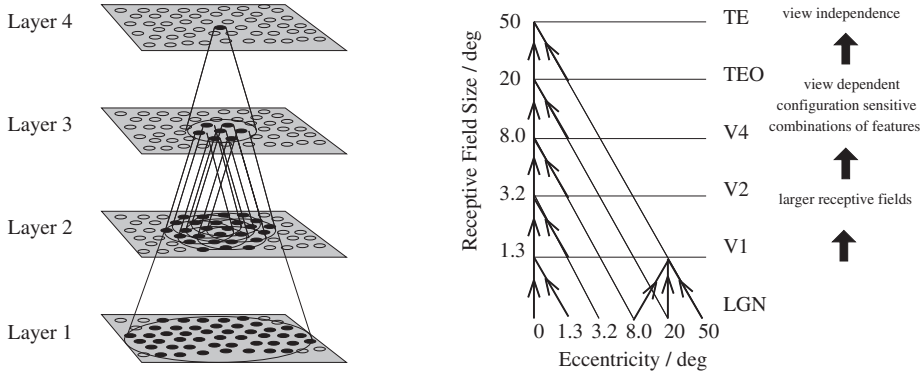 Layer 4
Layer 3
Layer 2
Layer 1
Receptive Field Size / deg
50
20
8.0
3.2
1.3
TE
TEO
V4
V2
V1
LGN
0 1.3 3.2 8.0 20 50
Eccentricity / deg
view independence
view dependent
configuration sensitive
combinations of features
larger receptive fields